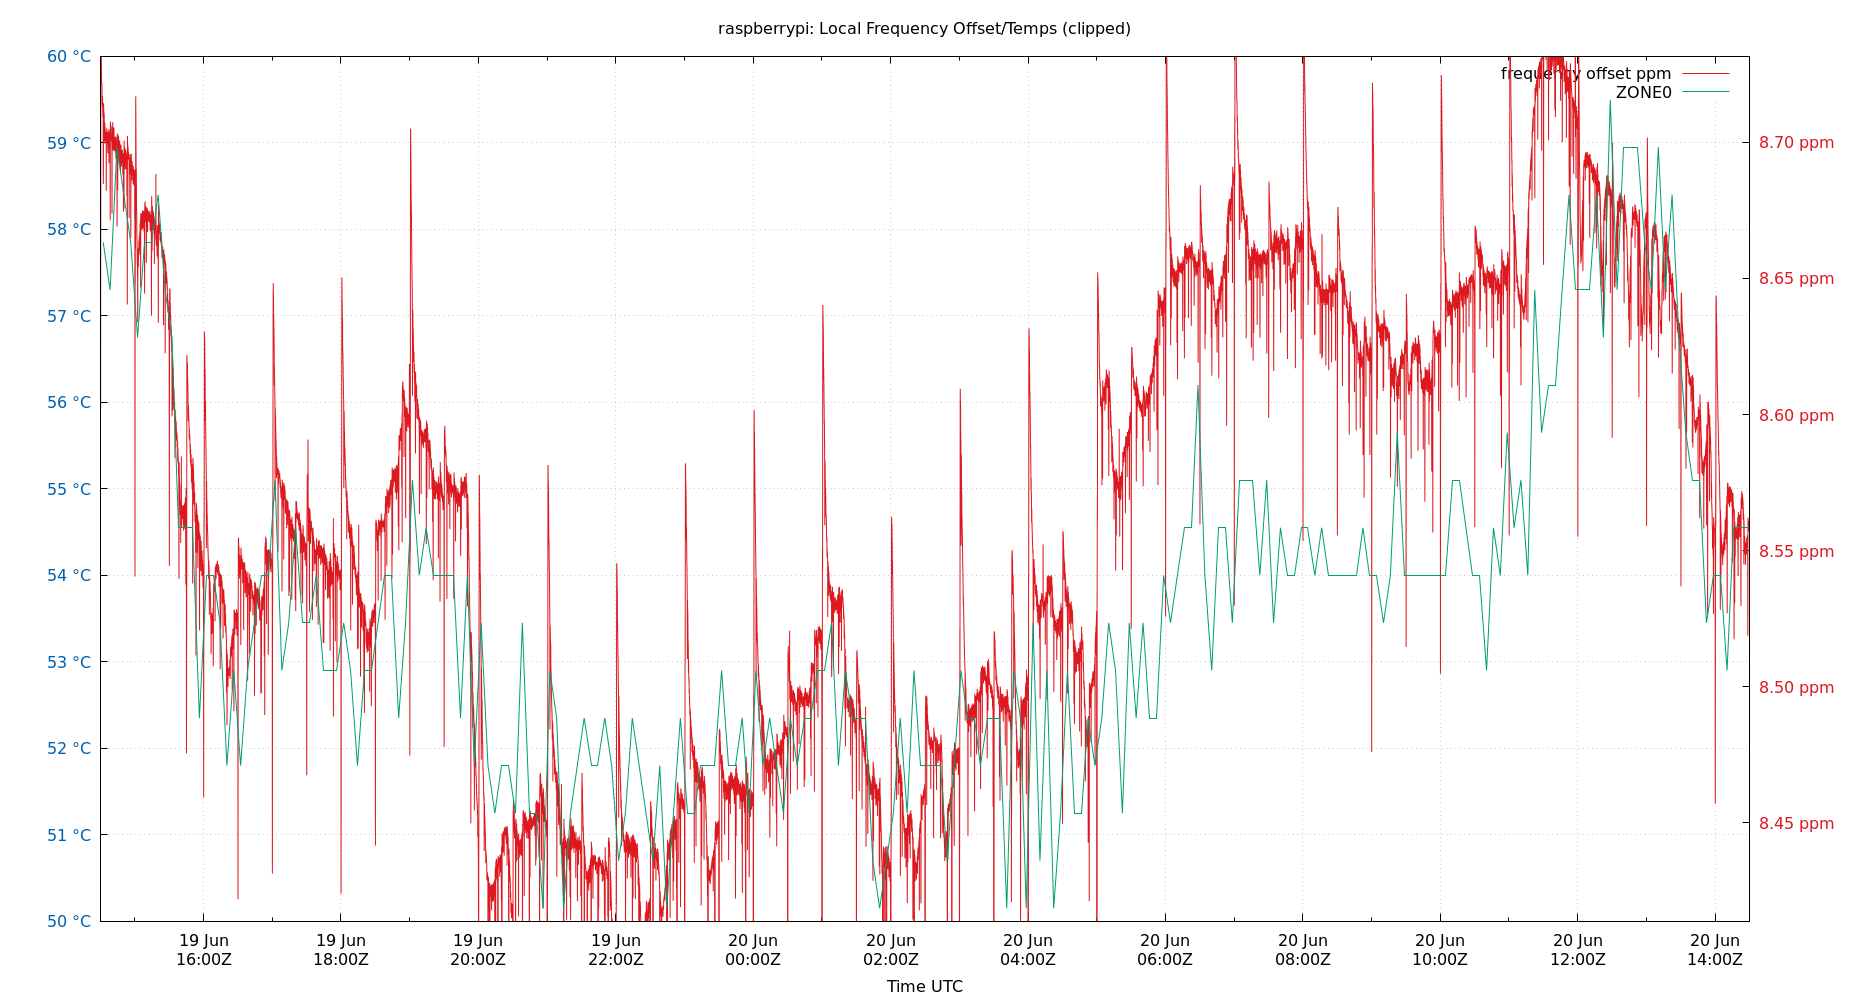 raspberrypi: Local Frequency Offset/Temps (clipped)
60 °C
59 °C
58 °C
57 °C
56 °C
55 °C
54 °C
53 °C
52 °C
51 °C
50 °C
frequency offset ppm
ZONE0
8.70 ppm
8.65 ppm
8.60 ppm
8.55 ppm
8.50 ppm
8.45 ppm
19 Jun 19 Jun 19 Jun 19 Jun 20 Jun 20 Jun 20 Jun 20 Jun 20 Jun 20 Jun 20 Jun 20 Jun
16:00Z 18:00Z 20:00Z 22:00Z 00:00Z 02:00Z 04:00Z 06:00Z 08:00Z 10:00Z 12:00Z 14:00Z
Time UTC